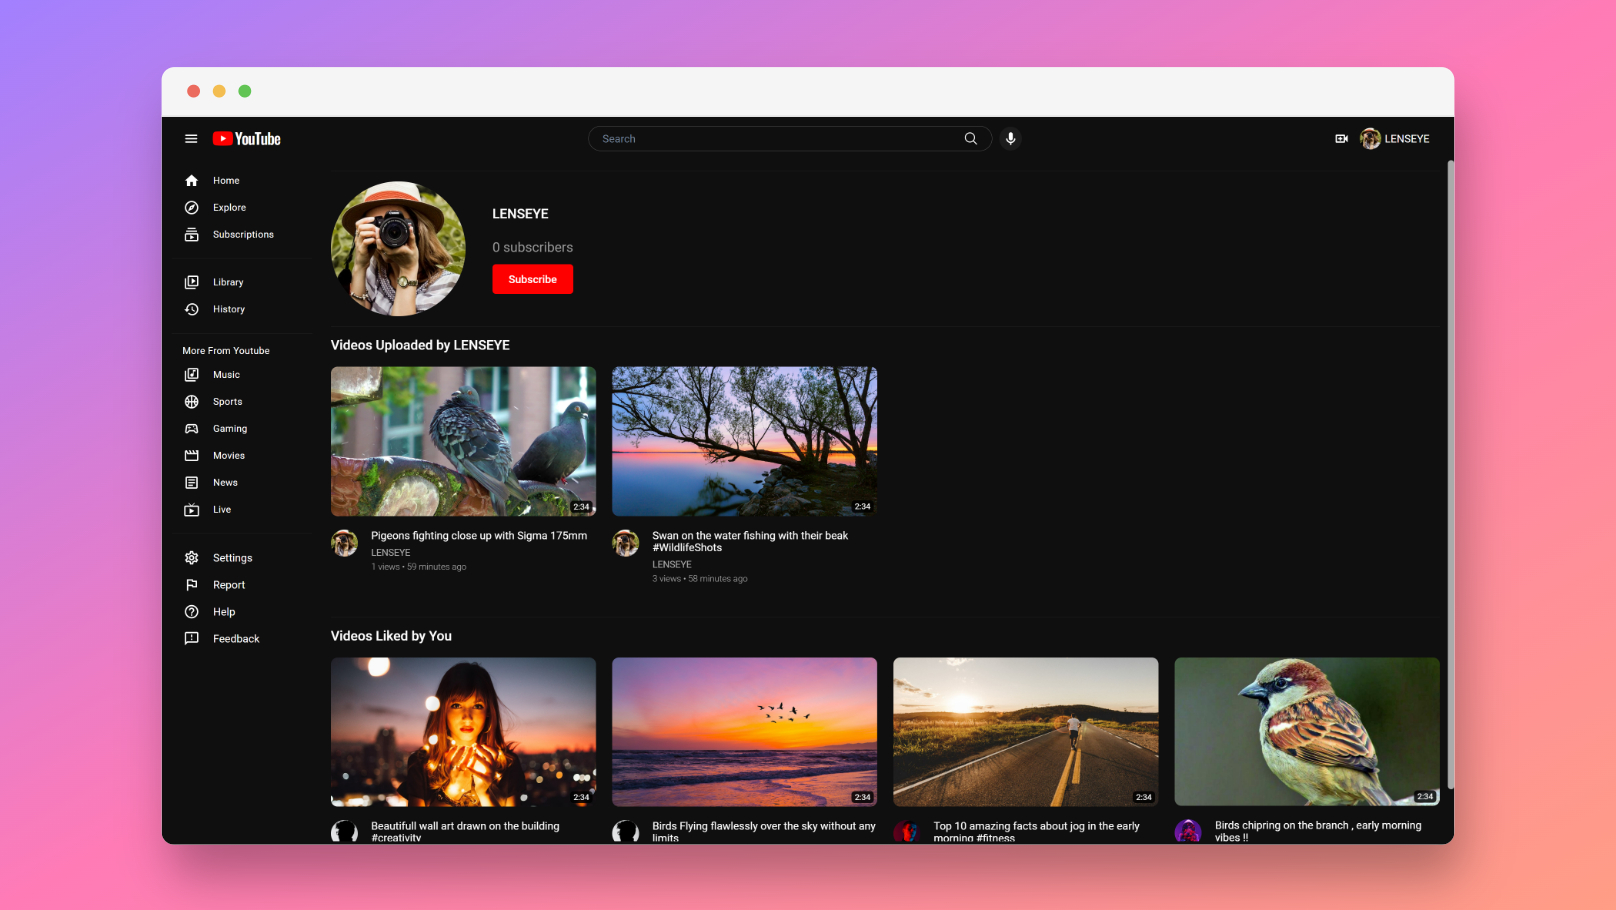 YouTube
Search
LENSEYE
Home
Explore
Subscriptions
Library
History
More From Youtube
Music
Sports
Gaming
Movies
News
Live
Settings
Report
Help
Feedback
LENSEYE
0 subscribers
Subscribe
Videos Uploaded by LENSEYE
2:34
2:34
Pigeons fighting close up with Sigma 175mm
LENSEYE
1 views • 59 minutes ago
Swan on the water fishing with their beak
#WildlifeShots
LENSEYE
3 views • 58 minutes ago
Videos Liked by You
2:34
2:34
2:34
2:34
Beautifull wall art drawn on the building
#creativity
Birds Flying flawlessly over the sky without any
limits
Top 10 amazing facts about jog in the early
morning #fitness
Birds chipring on the branch , early morning
vibes !!